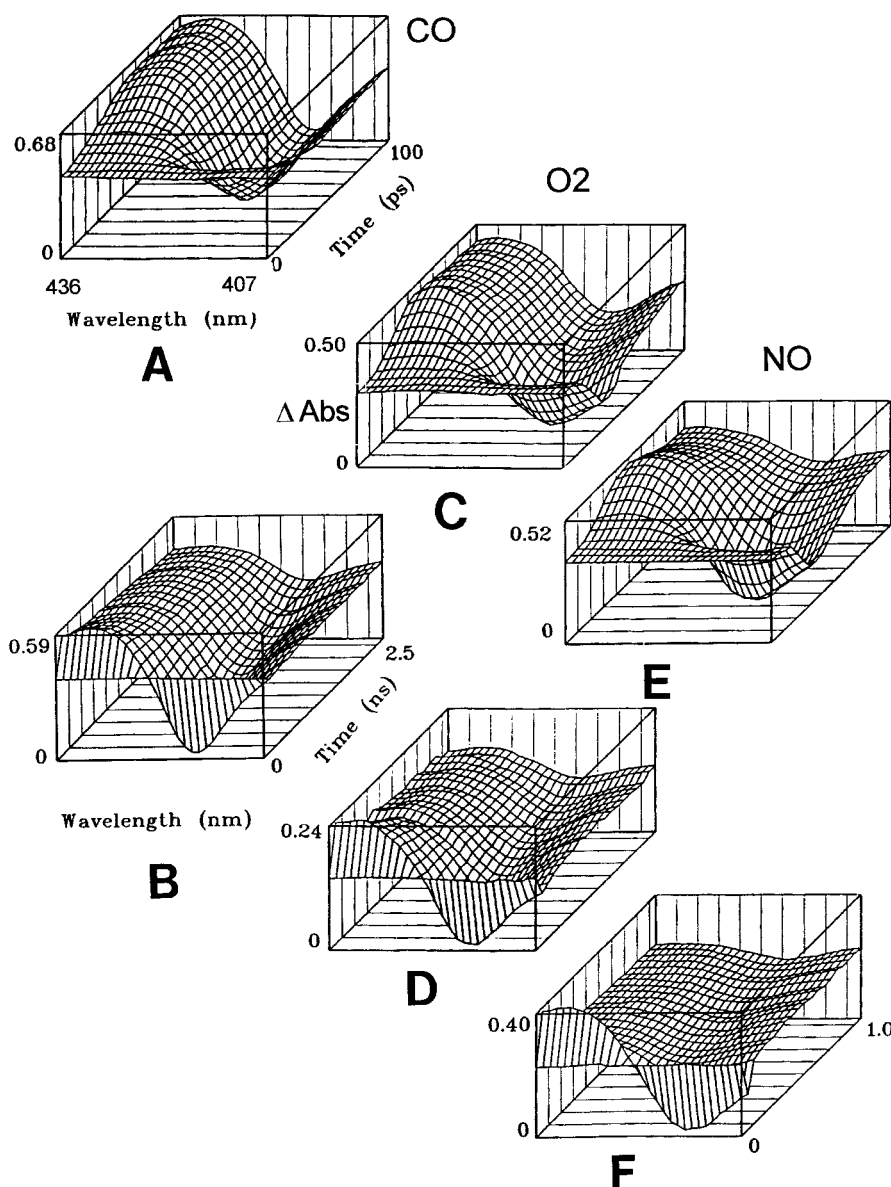 CO
0.68
0
436
407
0
100
Time (ps)
Wavelength (nm)
A
O2
0.50
Δ Abs
0
C
NO
0.52
0
E
0.59
0
0
2.5
Time (ns)
Wavelength (nm)
B
0.24
0
D
0.40
0
0
1.0
F